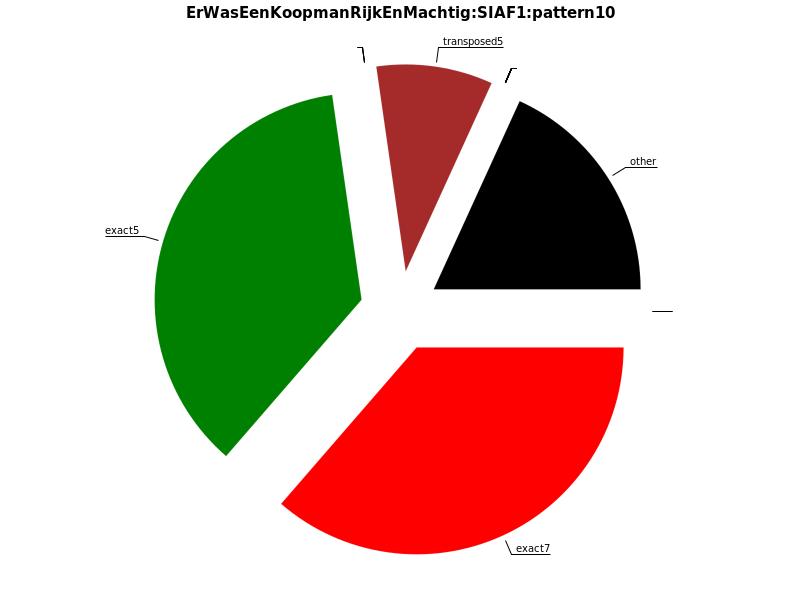 ErWasEenKoopmanRijkEnMachtig:SIAF1:pattern10
transposed5
other
exact5
exact7